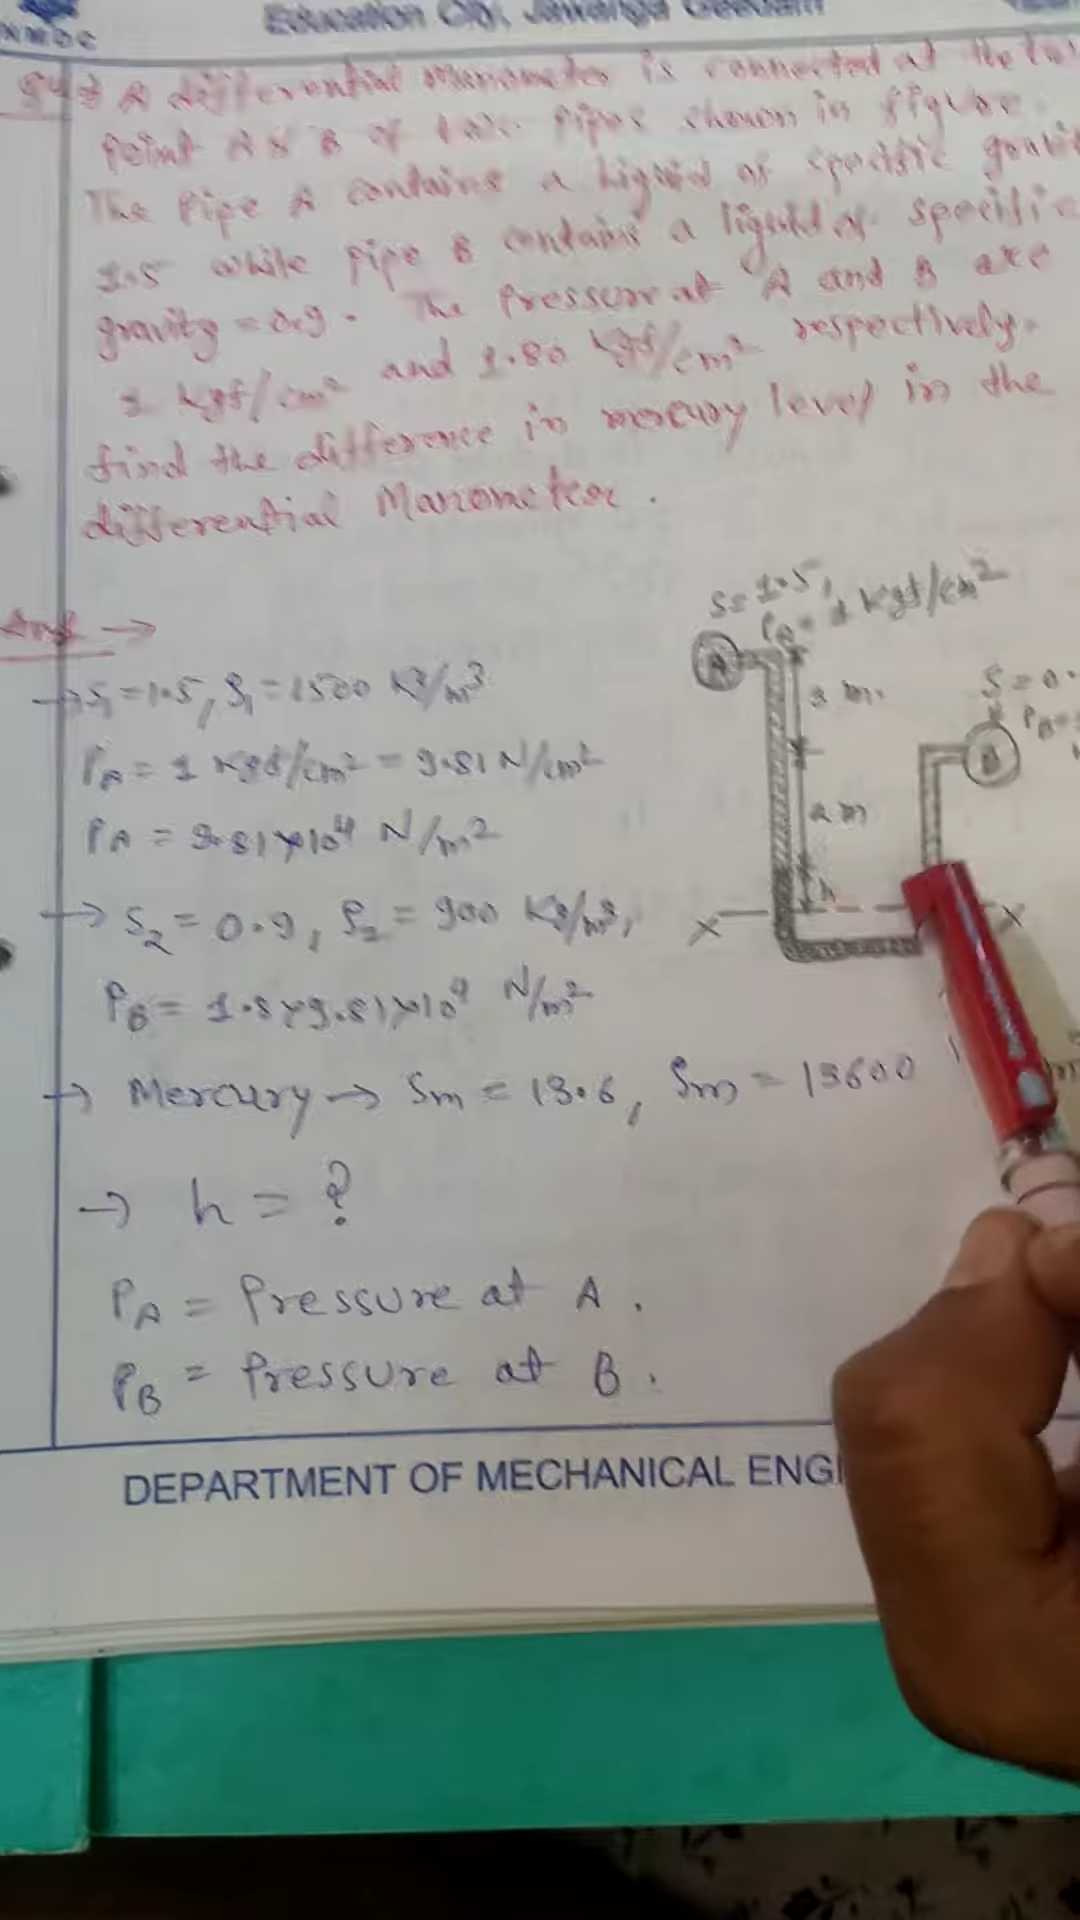 NMDC
Education City, Jawanga Geedam
A differential manometer is connected at the two
point A & B of two pipes shown in figure.
The pipe A contains a liquid of specific gravit
1.5 while pipe B contains a liquid of specific
gravity = 0.9. The pressure at A and B are
1 kgf/cm² and 1.80 kgf/cm² respectively.
find the difference in mercury level in the
differential Manometer.
Ans →
→ S₁ = 1.5, ρ₁ = 1500 kg/m³
PA = 1 kgf/cm² = 9.81 N/cm²
PA = 9.81×10⁴ N/m²
→ S₂ = 0.9, ρ₂ = 900 kg/m³,
PB = 1.8×9.81×10⁴ N/m²
→ Mercury → Sm = 13.6, ρm = 13600
→ h = ?
PA = Pressure at A.
PB = Pressure at B.
S = 1.5,
PA = 1 kgf/cm²
A
3 m.
S = 0.
PB =
B
2 m
h
X
X
DEPARTMENT OF MECHANICAL ENGI